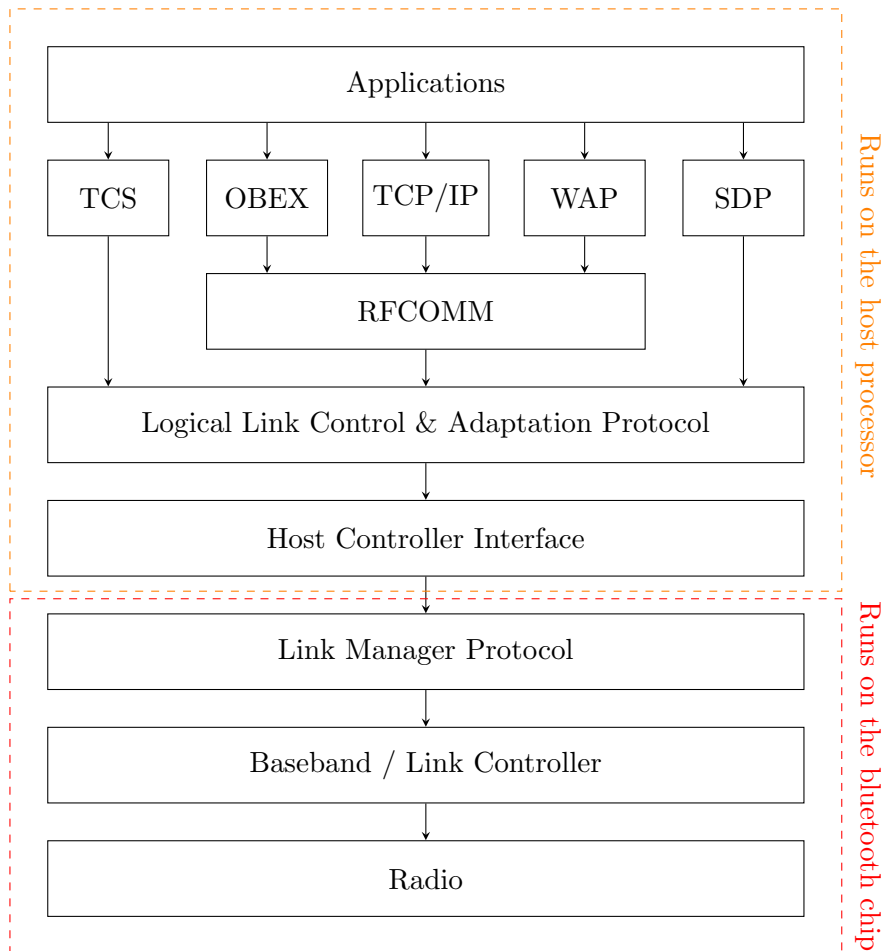 Applications
TCS
OBEX
TCP/IP
WAP
SDP
RFCOMM
Logical Link Control & Adaptation Protocol
Host Controller Interface
Runs on the host processor
Link Manager Protocol
Baseband / Link Controller
Radio
Runs on the bluetooth chip